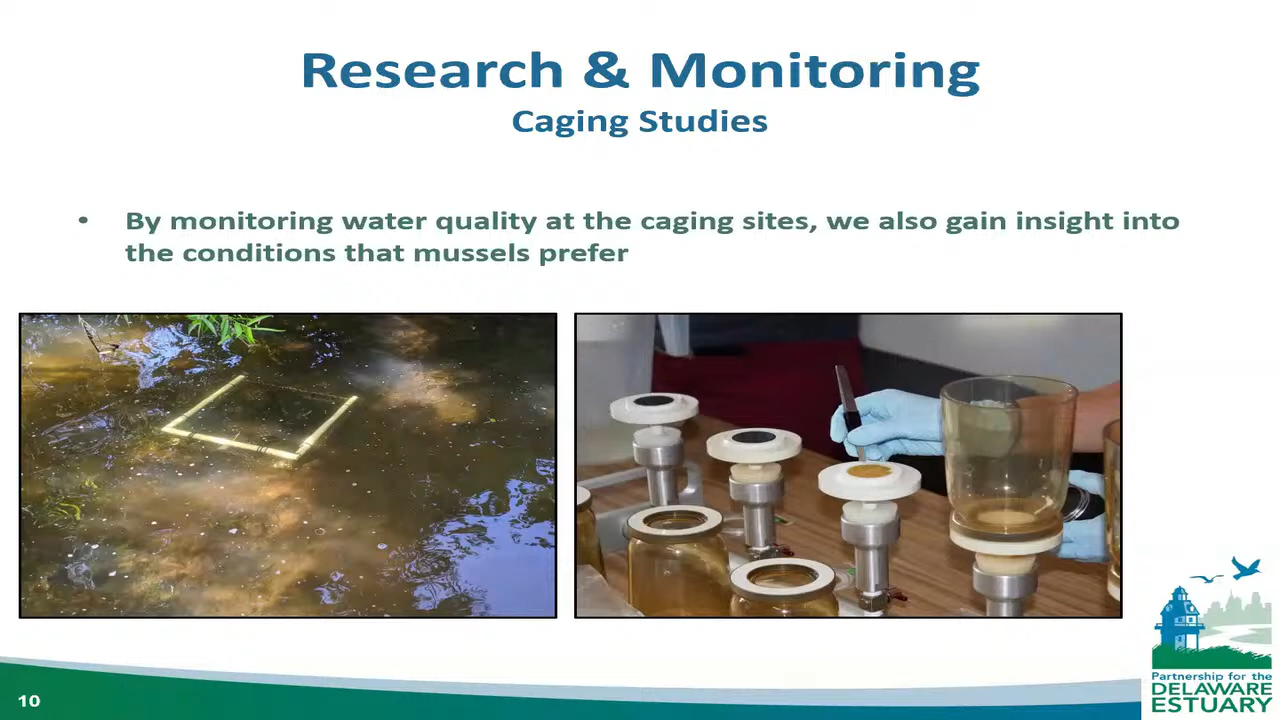 Research & Monitoring
Caging Studies
• By monitoring water quality at the caging sites, we also gain insight into
the conditions that mussels prefer
10
Partnership for the
DELAWARE
ESTUARY